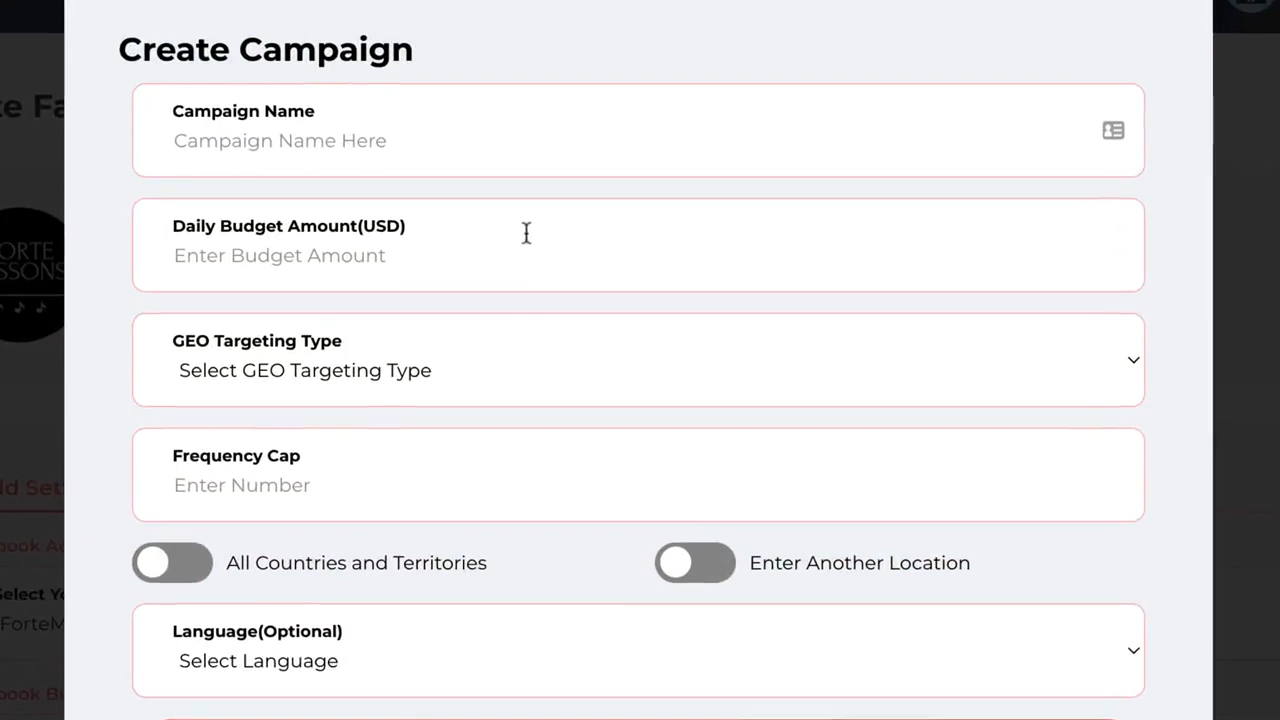 Create Campaign
Campaign Name
Campaign Name Here
Daily Budget Amount(USD)
Enter Budget Amount
GEO Targeting Type
Select GEO Targeting Type
Frequency Cap
Enter Number
All Countries and Territories
Enter Another Location
Language(Optional)
Select Language